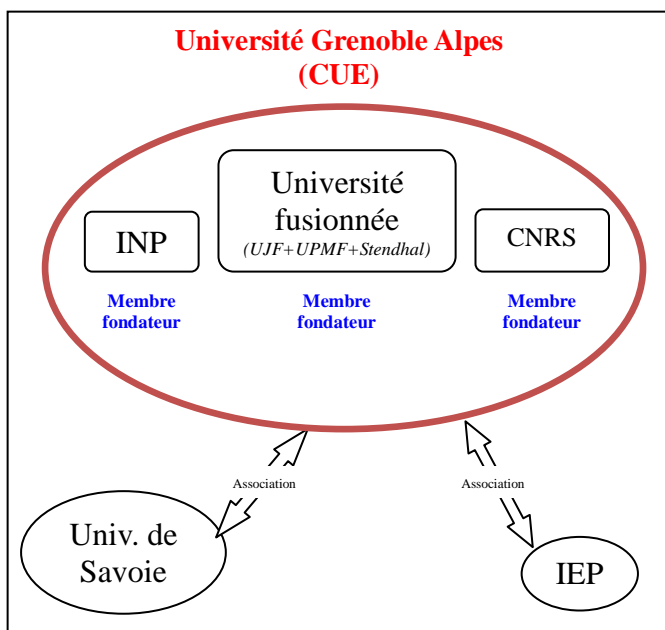 Université Grenoble Alpes
(CUE)
Université
fusionnée
(UJF+UPMF+Stendhal)
INP
CNRS
Membre
fondateur
Membre
fondateur
Membre
fondateur
Association
Association
Univ. de
Savoie
IEP